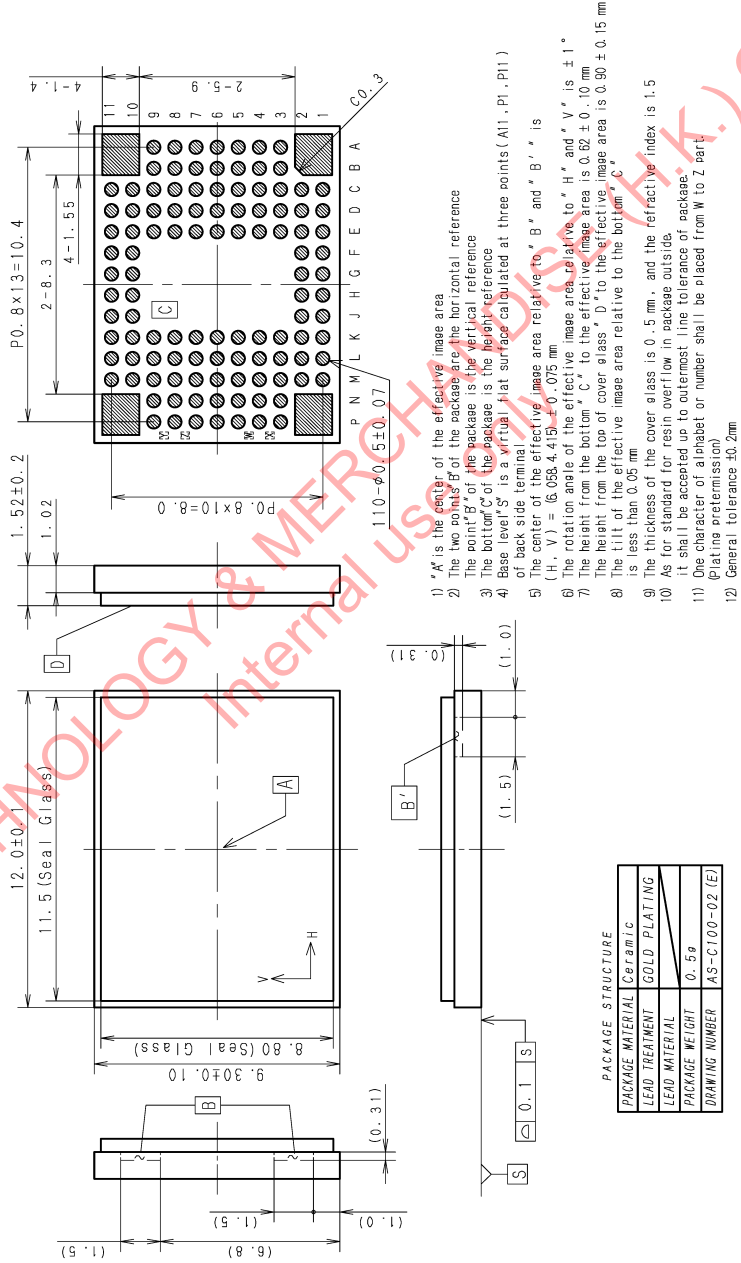 12.0±0.1
11.5(Seal Glass)
9.30±0.10
8.80(Seal Glass)
A
H
V
B
(0.31)
(1.5)
(6.8)
(1.5)
(1.0)
1.52±0.2
1.02
D
P0.8×13=10.4
2-8.3
4-1.55
4-1.4
2-5.9
C0.3
P0.8×10=8.0
110-φ0.5±0.07
C
11
10
9
8
7
6
5
4
3
2
1
P N M L K J H G F E D C B A
B'
(0.31)
(1.5)
(1.0)
0.1 S
S
1) "A" is the center of the effective image area
2) The two points"B"of the package are the horizontal reference
The point"B'"of the package is the vertical reference
3) The bottom"C"of the package is the height reference
4) Base level"S" is a virtual flat surface calculated at three points(A11,P1,P11)
of back side terminal
5) The center of the effective image area relative to "B" and "B'" is
(H,V) = (6.058,4.415) ± 0.075 mm
6) The rotation angle of the effective image area relative to "H" and "V" is ± 1°
7) The height from the bottom "C" to the effective image area is 0.62 ± 0.10 mm
The height from the top of cover glass "D" to the effective image area is 0.90 ± 0.15 mm
8) The tilt of the effective image area relative to the bottom "C"
is less than 0.05 mm
9) The thickness of the cover glass is 0.5 mm, and the refractive index is 1.5
10) As for standard for resin overflow in package outside,
it shall be accepted up to outermost line tolerance of package.
11) One character of alphabet or number shall be placed from W to Z part.
(Plating pretermission)
12) General tolerance ±0.2mm
PACKAGE STRUCTURE
PACKAGE MATERIAL Ceramic
LEAD TREATMENT GOLD PLATING
LEAD MATERIAL
PACKAGE WEIGHT 0.5g
DRAWING NUMBER AS-C100-02(E)
HNOLOGY & MERCHANDISE (H.K.)
Internal use only